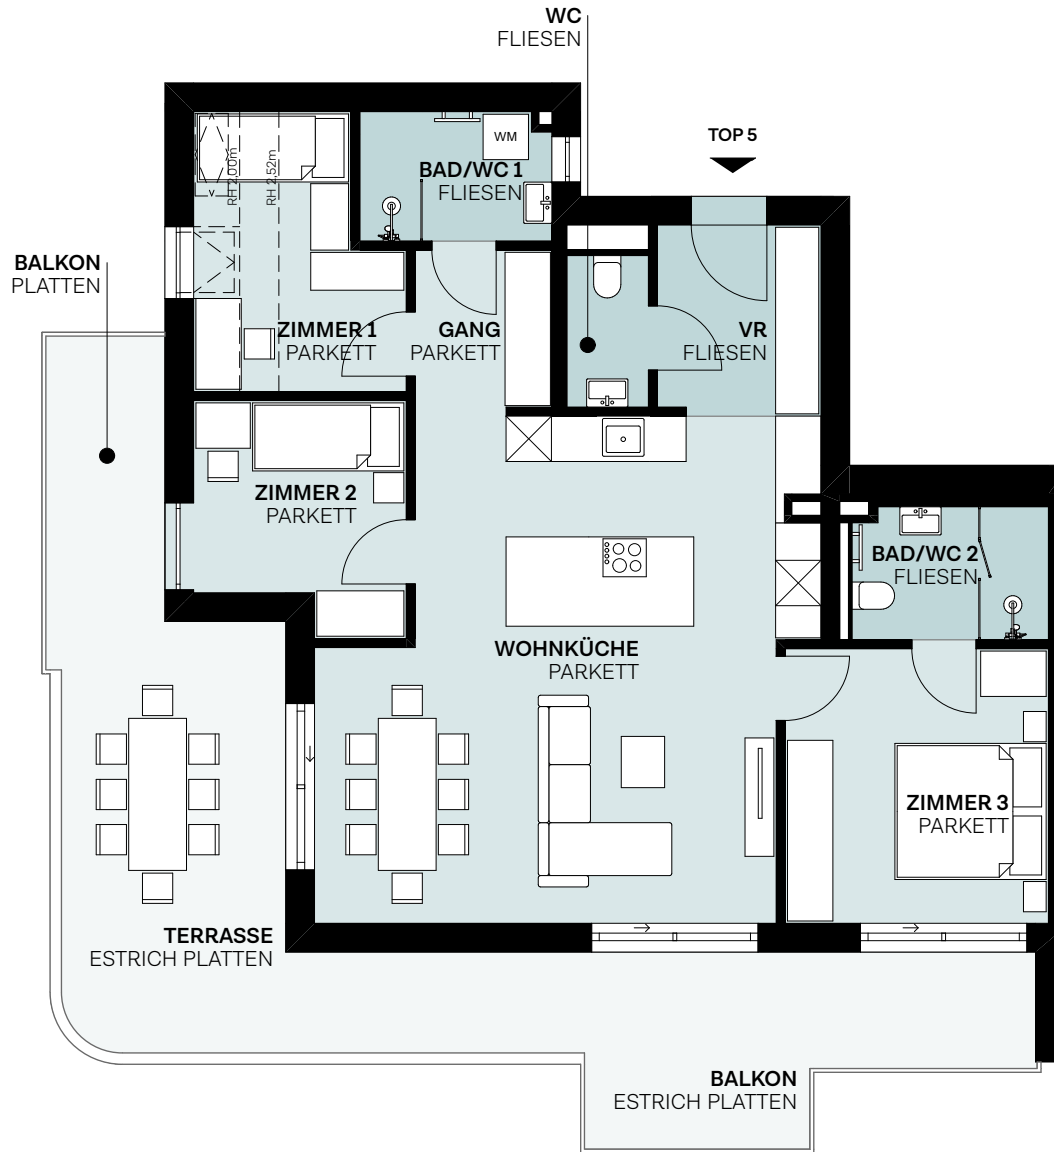 WC
FLIESEN
TOP 5
WM
BAD/WC 1
FLIESEN
RH 2,00m
RH 2,52m
BALKON
PLATTEN
ZIMMER 1
PARKETT
GANG
PARKETT
VR
FLIESEN
ZIMMER 2
PARKETT
BAD/WC 2
FLIESEN
WOHNKÜCHE
PARKETT
ZIMMER 3
PARKETT
TERRASSE
ESTRICH PLATTEN
BALKON
ESTRICH PLATTEN